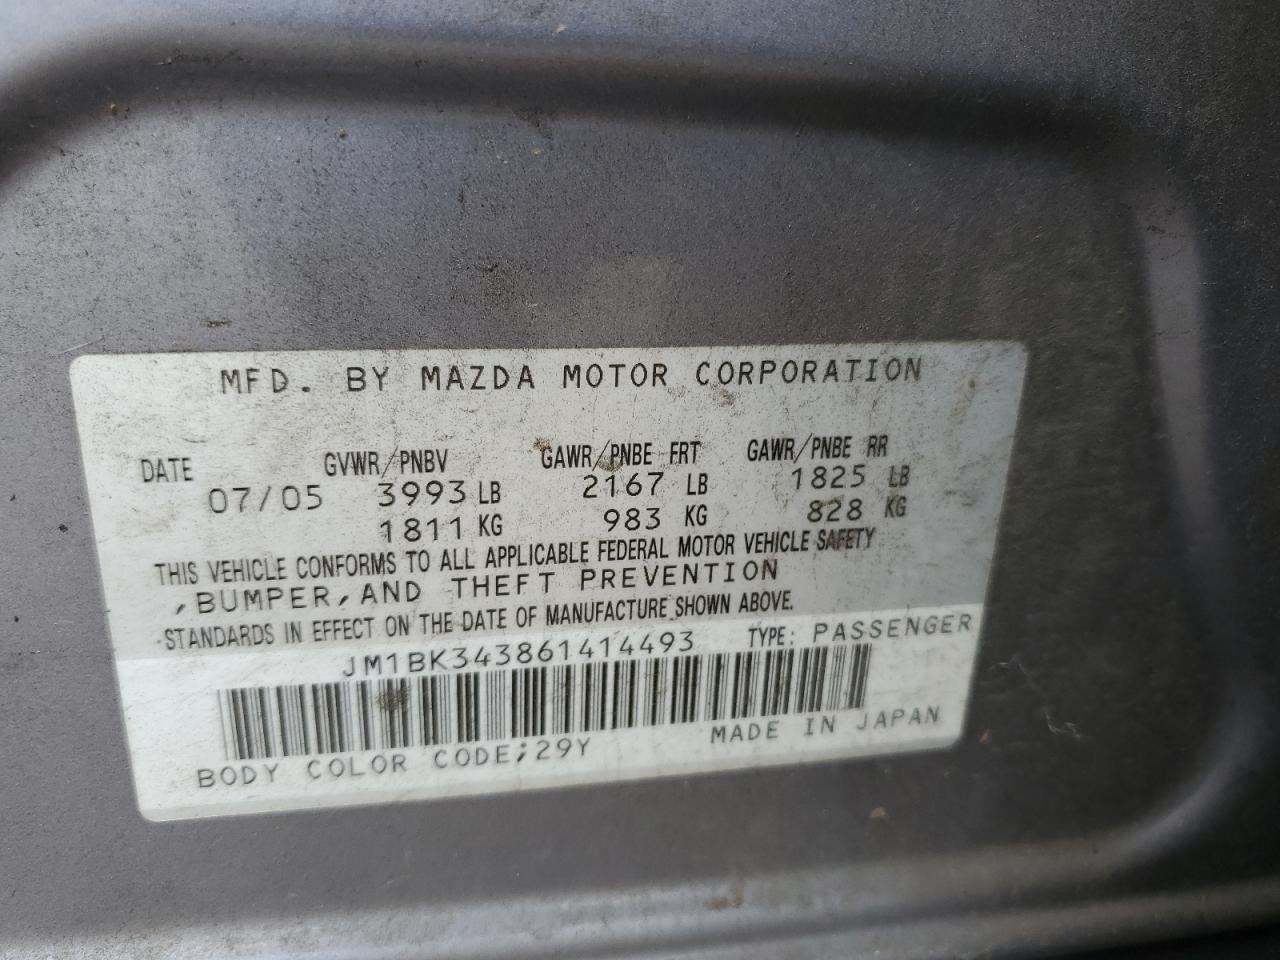 MFD. BY MAZDA MOTOR CORPORATION
DATE GVWR/PNBV GAWR/PNBE FRT GAWR/PNBE RR
07/05 3993 LB 2167 LB 1825 LB
1811 KG 983 KG 828 KG
THIS VEHICLE CONFORMS TO ALL APPLICABLE FEDERAL MOTOR VEHICLE SAFETY
,BUMPER,AND THEFT PREVENTION
STANDARDS IN EFFECT ON THE DATE OF MANUFACTURE SHOWN ABOVE.
JM1BK343861414493 TYPE: PASSENGER
BODY COLOR CODE;29Y MADE IN JAPAN